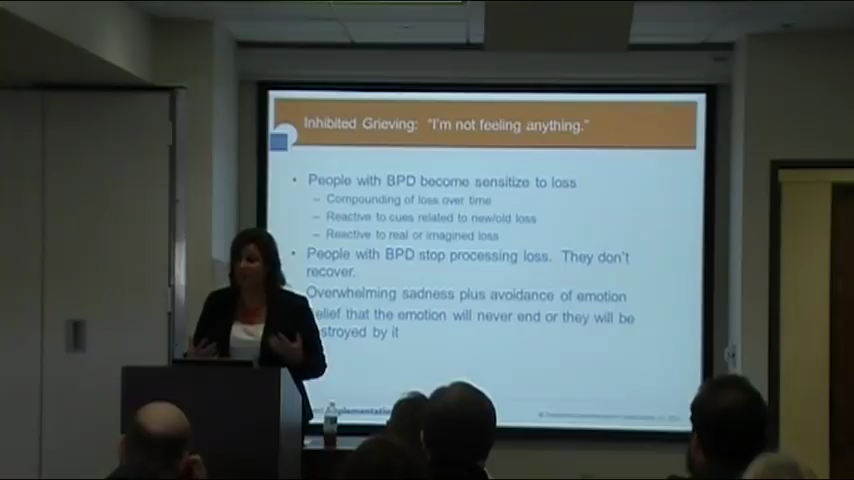 Inhibited Grieving: "I'm not feeling anything."
• People with BPD become sensitize to loss
– Compounding of loss over time
– Reactive to cues related to new/old loss
– Reactive to real or imagined loss
• People with BPD stop processing loss. They don't
recover.
Overwhelming sadness plus avoidance of emotion
elief that the emotion will never end or they will be
stroyed by it